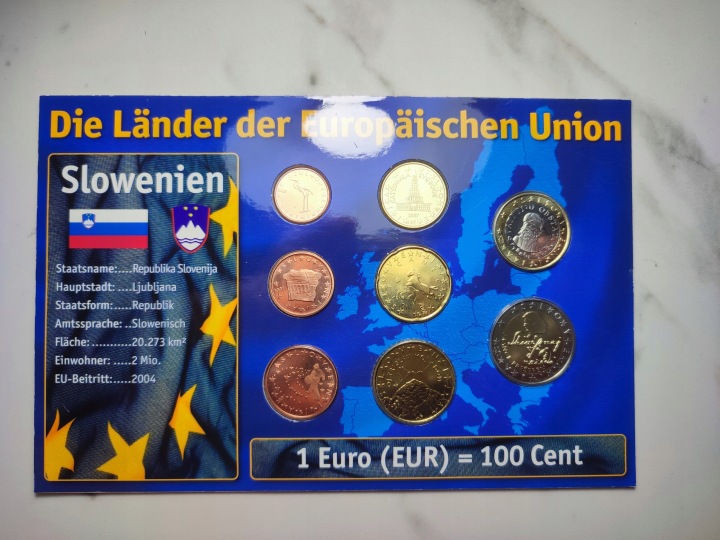 Die Länder der Europäischen Union
Slowenien
Staatsname:....Republika Slovenija
Hauptstadt: ....Ljubljana
Staatsform:.....Republik
Amtssprache: ..Slowenisch
Fläche: ..........20.273 km²
Einwohner: .....2 Mio.
EU-Beitritt:.....2004
1 Euro (EUR) = 100 Cent